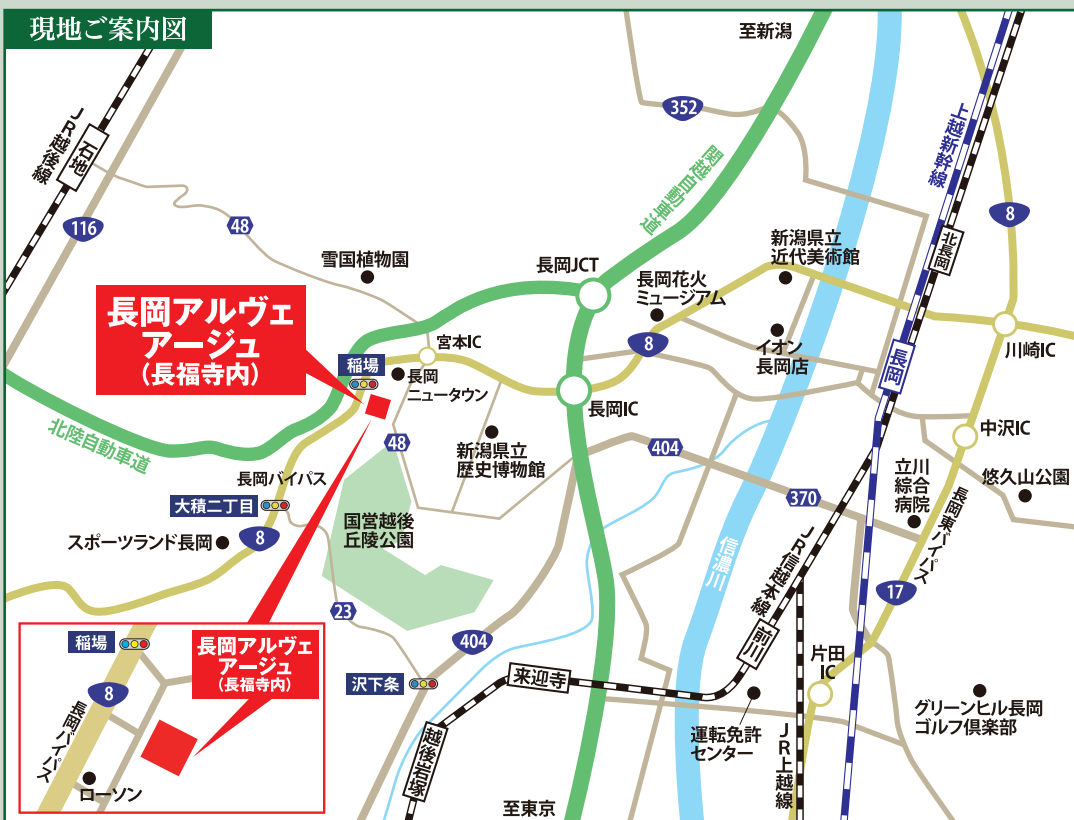 現地ご案内図
至新潟
352
JR越後線
石地
116
48
関越自動車道
上越新幹線
8
北長岡
雪国植物園
長岡JCT
新潟県立
近代美術館
長岡花火
ミュージアム
8
イオン
長岡店
長岡
川崎IC
長岡アルヴェ
アージュ
(長福寺内)
稲場
宮本IC
長岡
ニュータウン
長岡IC
北陸自動車道
48
新潟県立
歴史博物館
404
370
中沢IC
立川
綜合
病院
悠久山公園
長岡バイパス
大積二丁目
8
スポーツランド長岡
国営越後
丘陵公園
信濃川
JR信越本線
長岡東バイパス
17
23
404
前川
片田
IC
沢下条
来迎寺
越後岩塚
運転免許
センター
JR上越線
グリーンヒル長岡
ゴルフ倶楽部
至東京
稲場
長岡アルヴェ
アージュ
(長福寺内)
8
長岡バイパス
ローソン